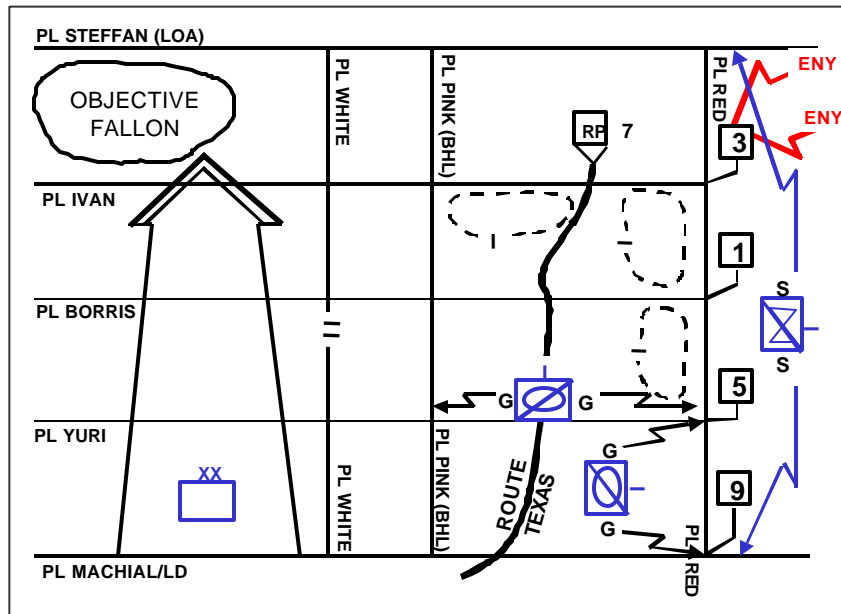 PL STEFFAN (LOA)
ENY
ENY
OBJECTIVE
FALLON
PL WHITE
PL PINK (BHL)
PL RED
RP 7
3
PL IVAN
I
I
1
S
PL BORRIS
S
I
5
G G
PL YURI
XX
G
PL WHITE
PL PINK (BHL)
ROUTE
TEXAS
G
9
PL RED
PL MACHIAL/LD